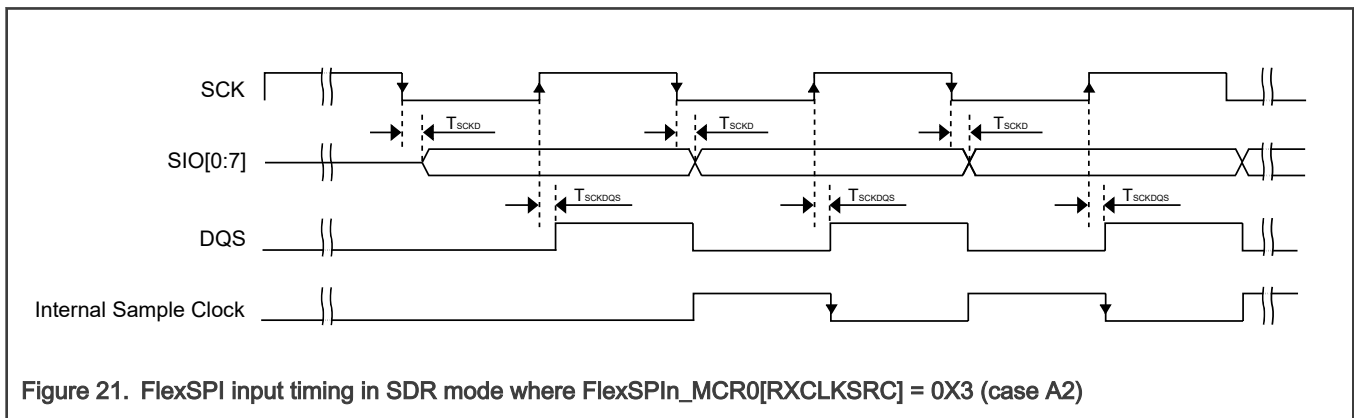 SCK
TSCKD
TSCKD
TSCKD
SIO[0:7]
TSCKDQS
TSCKDQS
TSCKDQS
DQS
Internal Sample Clock
Figure 21. FlexSPI input timing in SDR mode where FlexSPIn_MCR0[RXCLKSRC] = 0X3 (case A2)